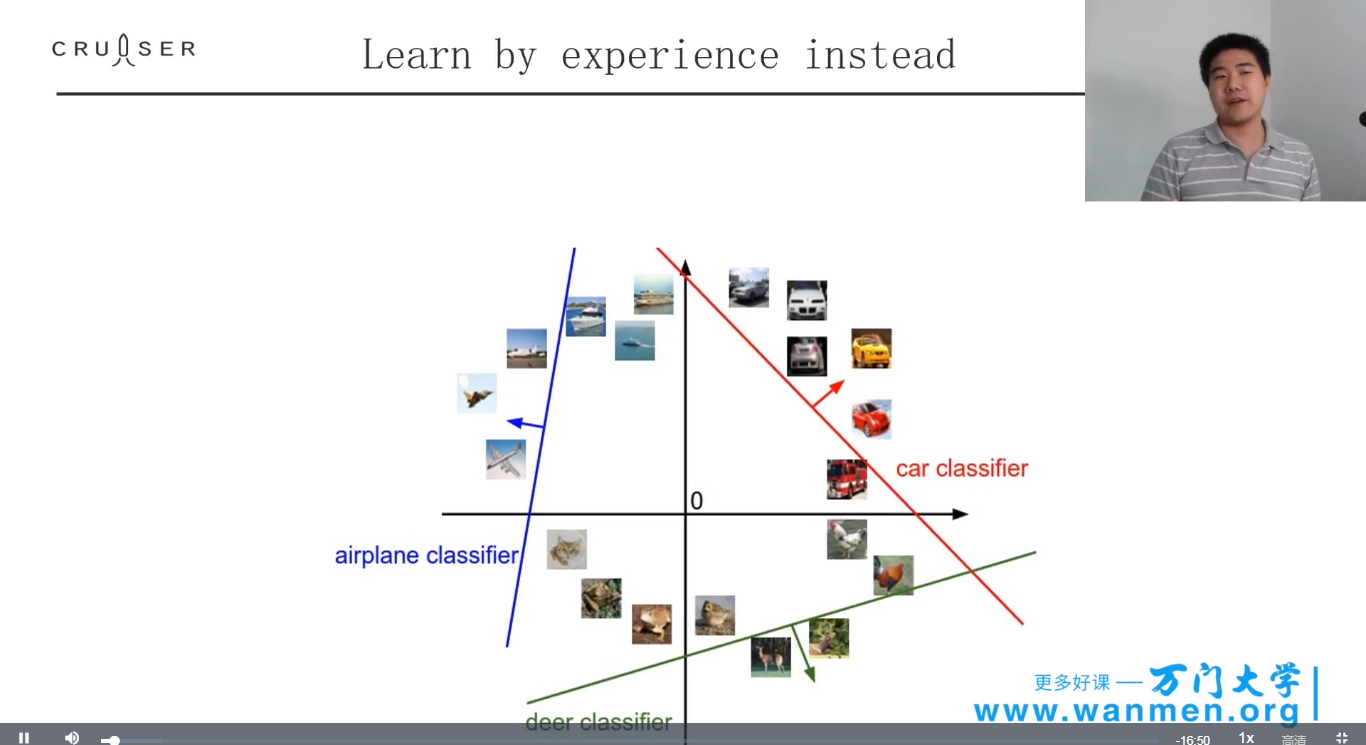 CRUISER
Learn by experience instead
0
car classifier
airplane classifier
deer classifier
更多好课 — 万门大学
www.wanmen.org
-16:50
1x
高清